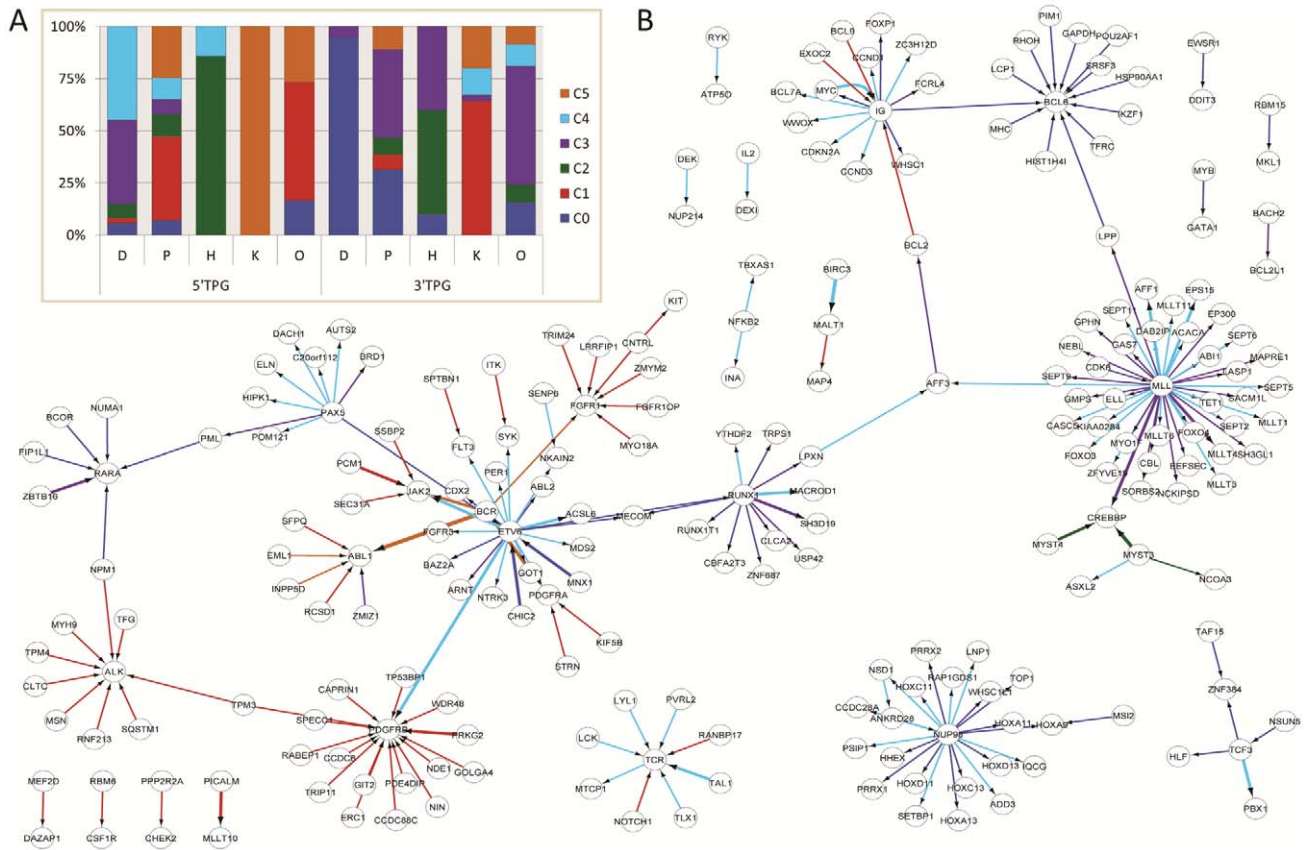 A
100%
75%
50%
25%
0%
D P H K O D P H K O
5'TPG 3'TPG
C5
C4
C3
C2
C1
C0
B
RYK
ATP5O
DEK
NUP214
IL2
DEXI
TBXAS1
NFKB2
INA
BIRC3
MALT1
MAP4
BCL9
FOXP1
EXOC2
CCND1
ZC3H12D
BCL7A
MYC
FCRL4
IG
WWOX
CDKN2A
CCND3
WHSC1
BCL2
PIM1
RHOH
GAPDH
POU2AF1
LCP1
SRSF3
HSP90AA1
BCL6
IKZF1
MHC
HIST1H4I
TFRC
LPP
EWSR1
DDIT3
RBM15
MKL1
MYB
GATA1
BACH2
BCL2L1
AFF3
AFF1
EPS15
SEPT11
MLLT11
GPHN
DAB2IP
ACACA
EP300
NEBL
GAS7
SEPT6
CDK6
ABI1
MAPRE1
SEPT9
CASP1
MLL
SEPT5
GMPS
ELL
TET1
SACM1L
CASC5
KIAA0284
SEPT2
MLLT1
FOXO3
MYO1F
MLLT6
FOXO4
MLLT4
SH3GL1
ZFYVE19
CBL
EEFSEC
MLLT3
SORBS2
NCKIPSD
CREBBP
MYST4
MYST3
ASXL2
NCOA3
DACH1
AUTS2
C20orf112
BRD1
ELN
HIPK1
PAX5
POM121
PML
BCOR
NUMA1
FIP1L1
RARA
ZBTB16
NPM1
MYH9
TFG
TPM4
ALK
CLTC
MSN
RNF213
SQSTM1
TPM3
KIT
TRIM24
LRRFIP1
CNTRL
ZMYM2
FGFR1
FGFR1OP
MYO18A
ITK
SPTBN1
SENP6
SYK
SSBP2
FLT3
NKAIN2
PCM1
PER1
ABL2
JAK2
CDX2
SEC31A
BCR
ACSL6
MECOM
SFPQ
FGFR3
ETV6
EML1
ABL1
MDS2
BAZ2A
INPP5D
GOT1
ARNT
NTRK3
PDGFRA
MNX1
RCSD1
ZMIZ1
CHIC2
KIF5B
STRN
YTHDF2
TRPS1
LPXN
RUNX1
MACROD1
SH3D19
RUNX1T1
CLCA2
CBFA2T3
USP42
ZNF687
TP53BP1
CAPRIN1
WDR48
SPECC1
PDGFRB
PRKG2
RABEP1
CCDC6
NDE1
GOLGA4
TRIP11
GIT2
PDE4DIP
NIN
ERC1
CCDC88C
LYL1
PVRL2
LCK
RANBP17
TCR
MTCP1
TAL1
NOTCH1
TLX1
PRRX2
LNP1
NSD1
RAP1GDS1
HOXC11
WHSC1L1
TOP1
CCDC28A
ANKRD28
HOXA11
HOXA9
MSI2
PSIP1
NUP98
HHEX
HOXD13
IQCG
PRRX1
HOXD11
HOXC13
ADD3
SETBP1
HOXA13
TAF15
ZNF384
NSUN5
HLF
TCF3
PBX1
MEF2D
RBM6
PPP2R2A
PICALM
DAZAP1
CSF1R
CHEK2
MLLT10